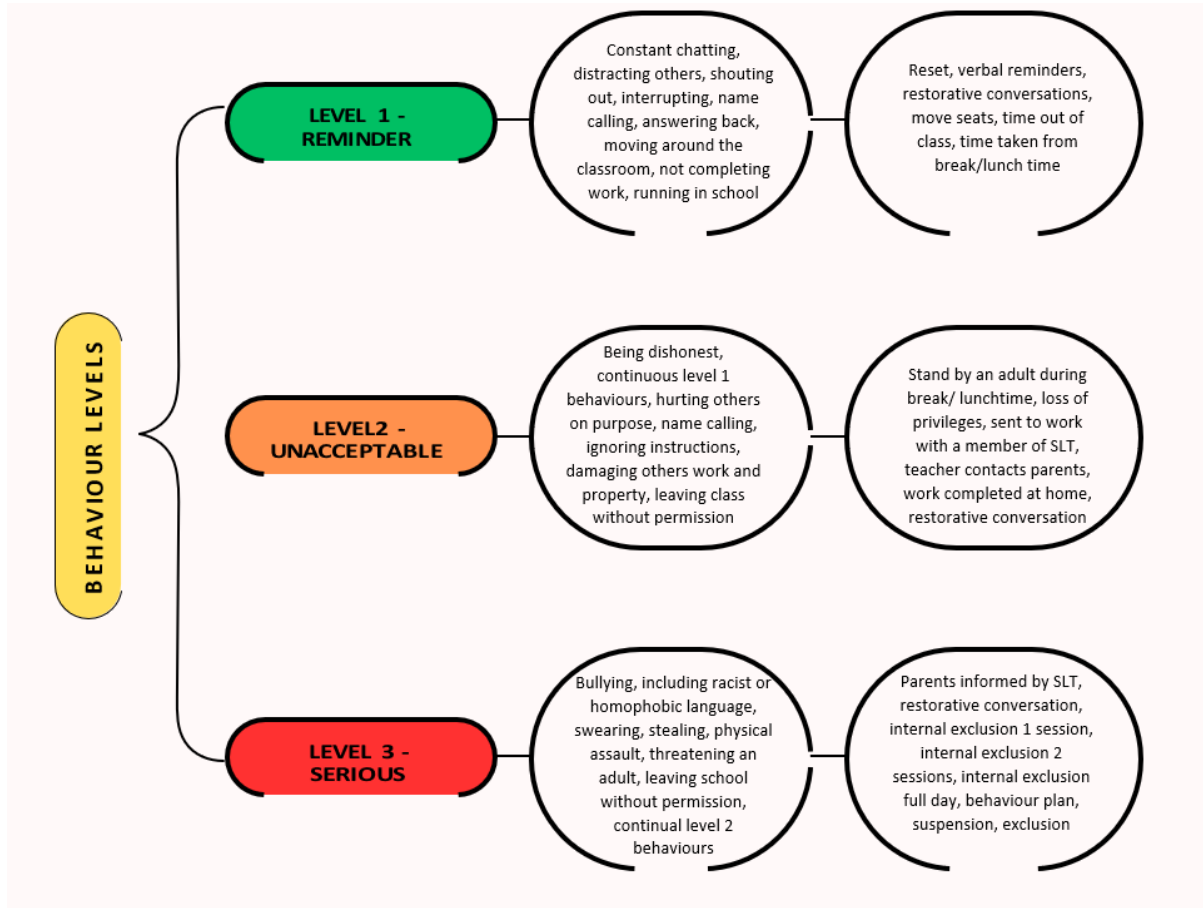 BEHAVIOUR LEVELS
LEVEL 1 -
REMINDER
Constant chatting,
distracting others, shouting
out, interrupting, name
calling, answering back,
moving around the
classroom, not completing
work, running in school
Reset, verbal reminders,
restorative conversations,
move seats, time out of
class, time taken from
break/lunch time
LEVEL2 -
UNACCEPTABLE
Being dishonest,
continuous level 1
behaviours, hurting others
on purpose, name calling,
ignoring instructions,
damaging others work and
property, leaving class
without permission
Stand by an adult during
break/ lunchtime, loss of
privileges, sent to work
with a member of SLT,
teacher contacts parents,
work completed at home,
restorative conversation
LEVEL 3 -
SERIOUS
Bullying, including racist or
homophobic language,
swearing, stealing, physical
assault, threatening an
adult, leaving school
without permission,
continual level 2
behaviours
Parents informed by SLT,
restorative conversation,
internal exclusion 1 session,
internal exclusion 2
sessions, internal exclusion
full day, behaviour plan,
suspension, exclusion